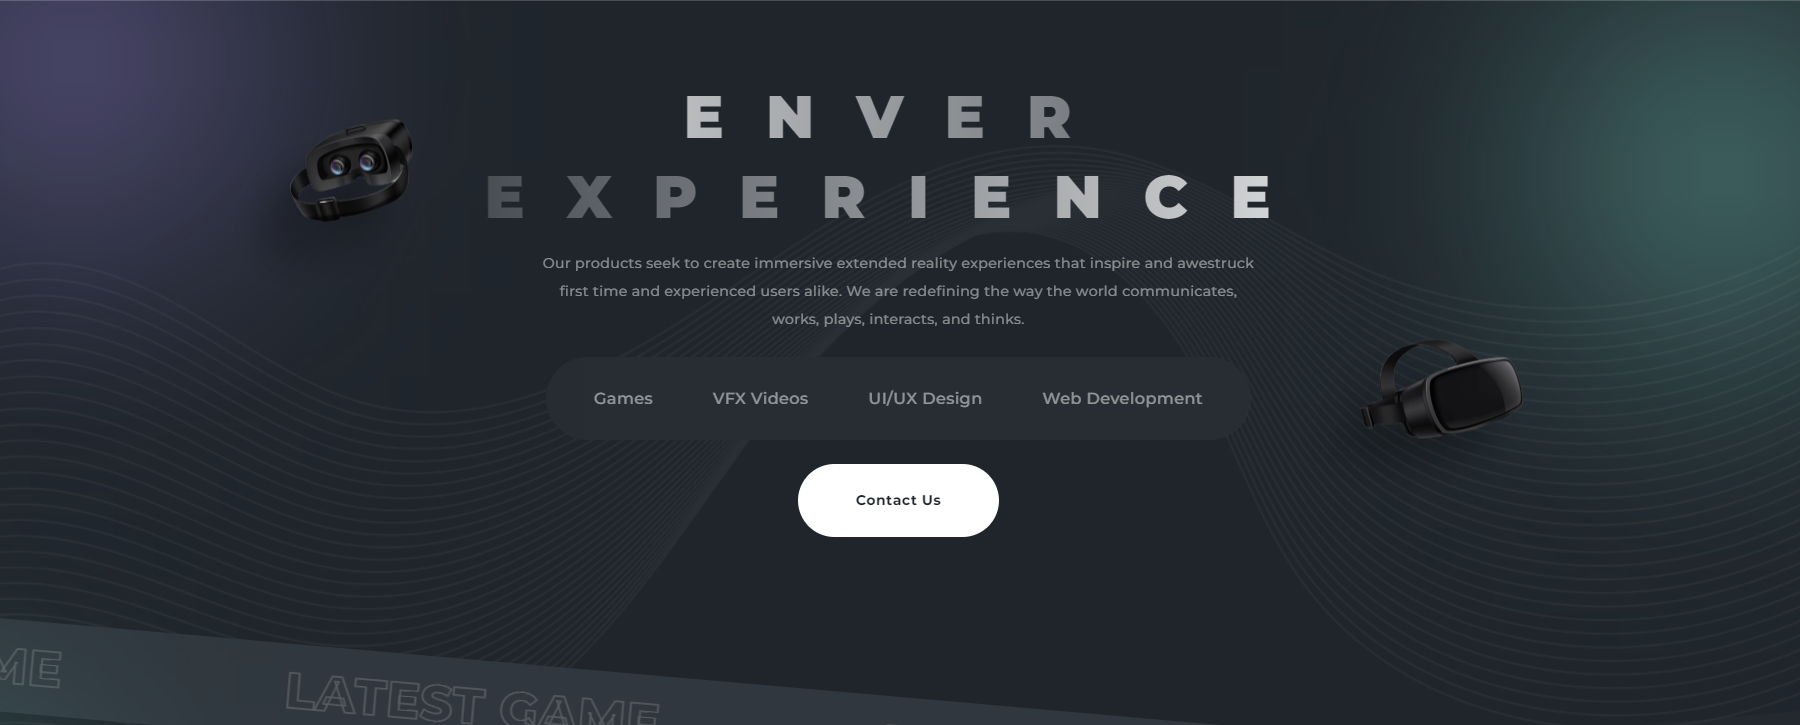 ENVER
EXPERIENCE
Our products seek to create immersive extended reality experiences that inspire and awestruck
first time and experienced users alike. We are redefining the way the world communicates,
works, plays, interacts, and thinks.
Games VFX Videos UI/UX Design Web Development
Contact Us
ME LATEST GAME